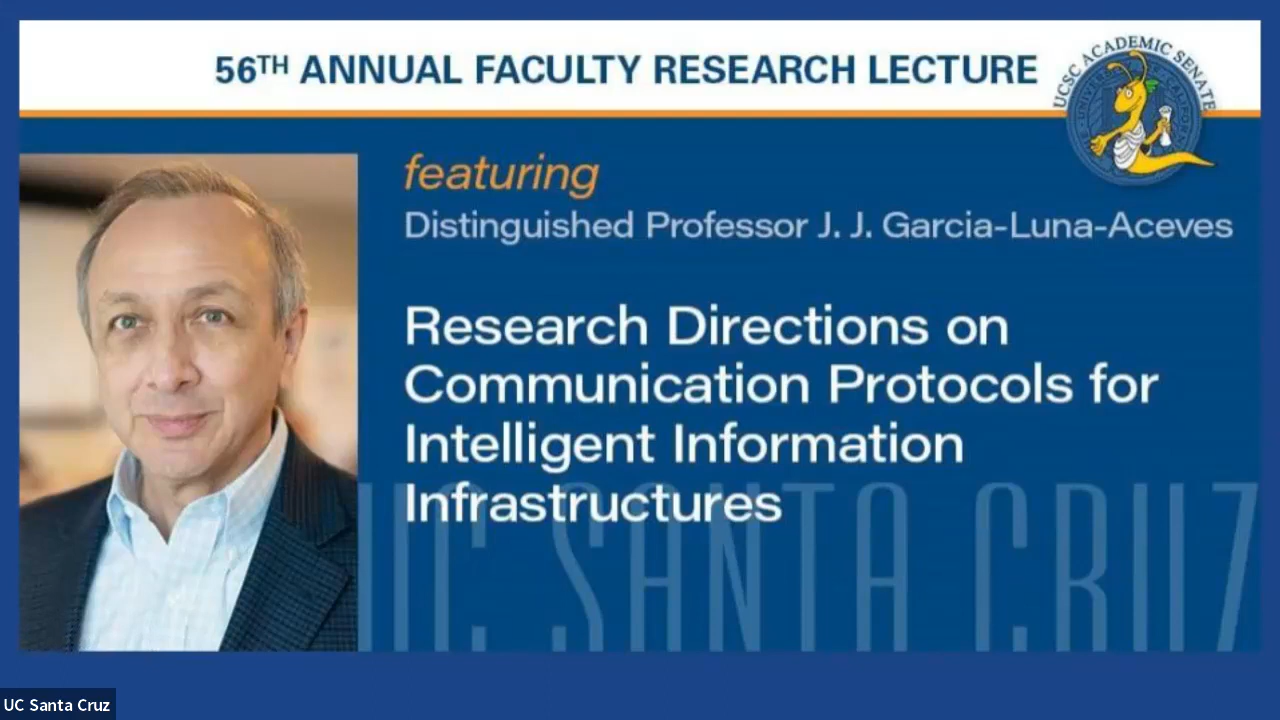 56TH ANNUAL FACULTY RESEARCH LECTURE
UCSC ACADEMIC SENATE
featuring
Distinguished Professor J. J. Garcia-Luna-Aceves
Research Directions on
Communication Protocols for
Intelligent Information
Infrastructures
UC SANTA CRUZ
UC Santa Cruz